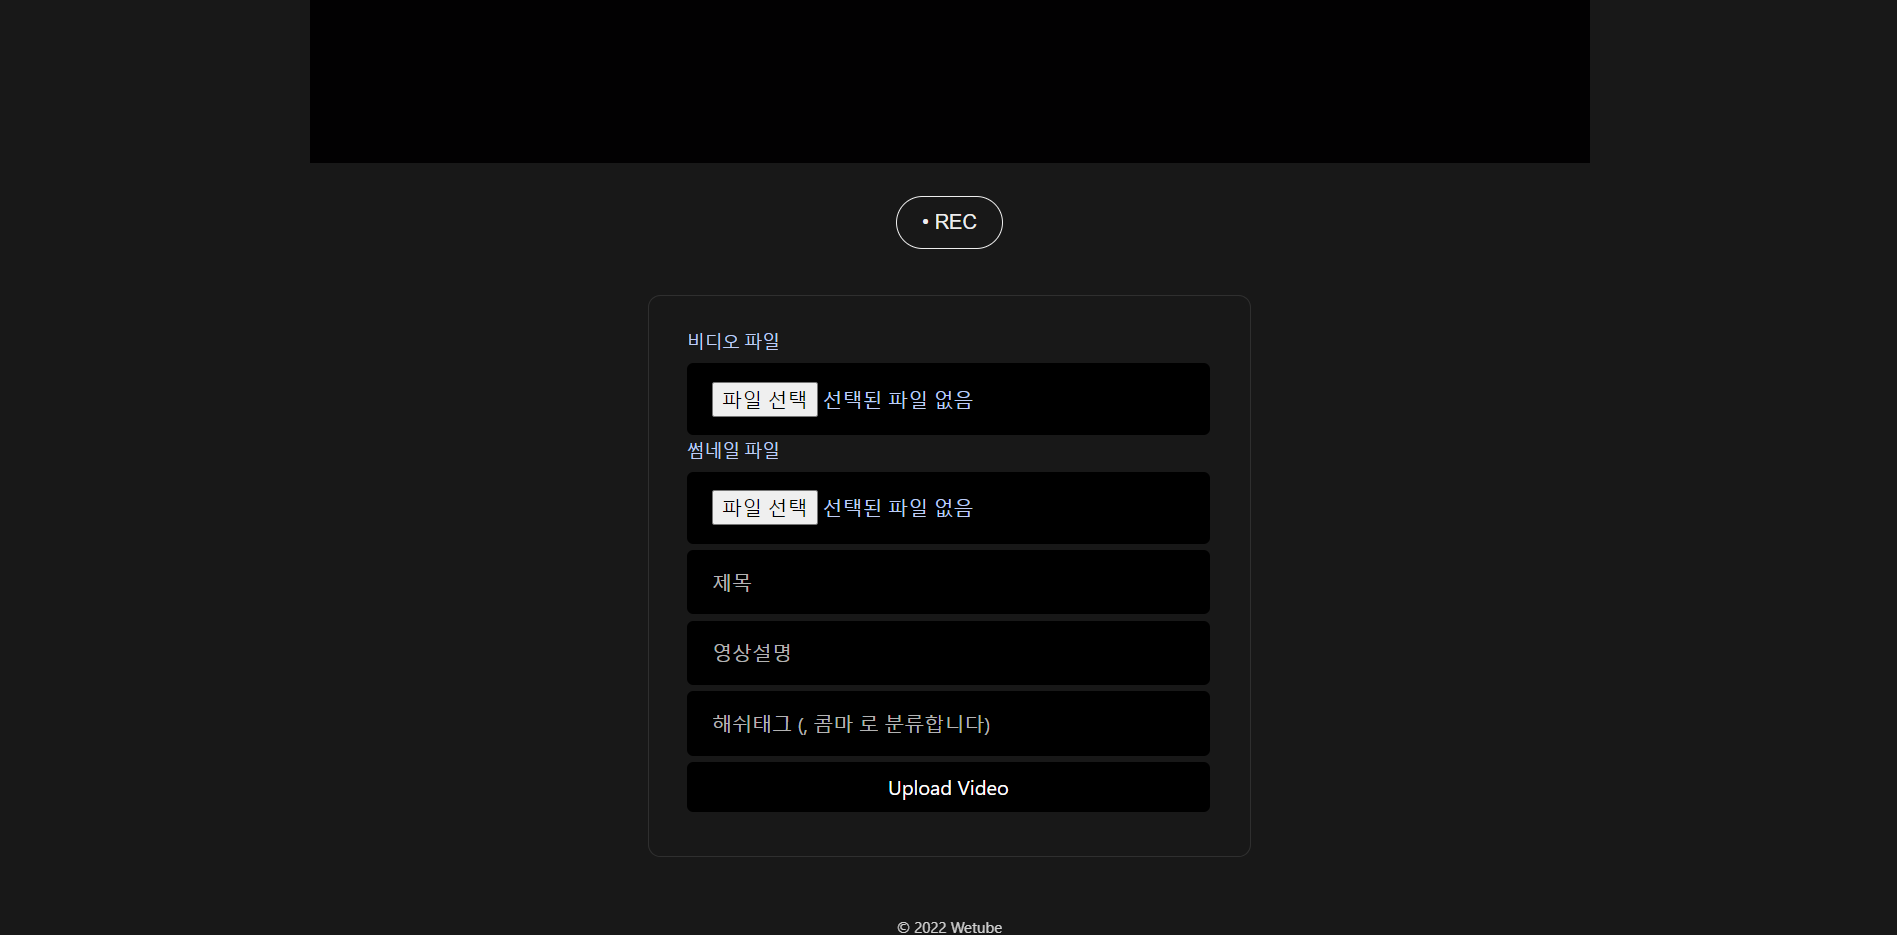 • REC
비디오 파일
파일 선택 선택된 파일 없음
썸네일 파일
파일 선택 선택된 파일 없음
제목
영상설명
해쉬태그 (, 콤마 로 분류합니다)
Upload Video
© 2022 Wetube